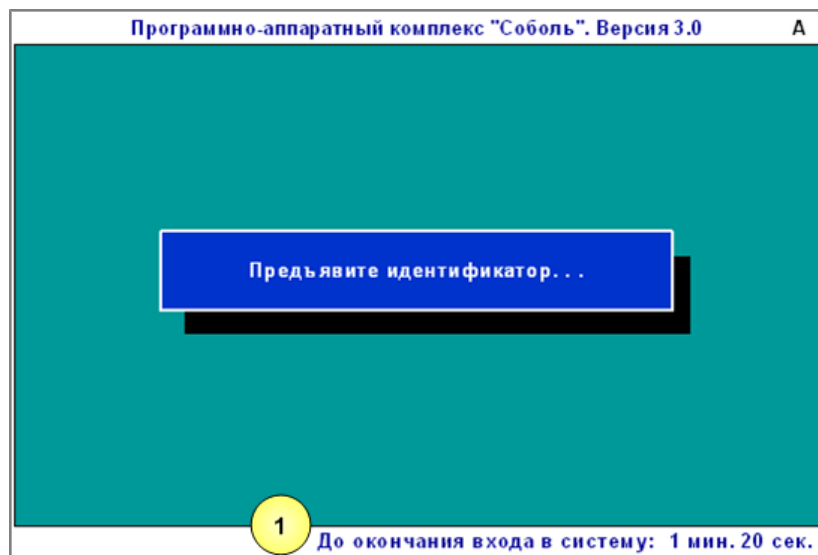 Программно-аппаратный комплекс "Соболь". Версия 3.0 А
Предъявите идентификатор...
1
До окончания входа в систему: 1 мин. 20 сек.